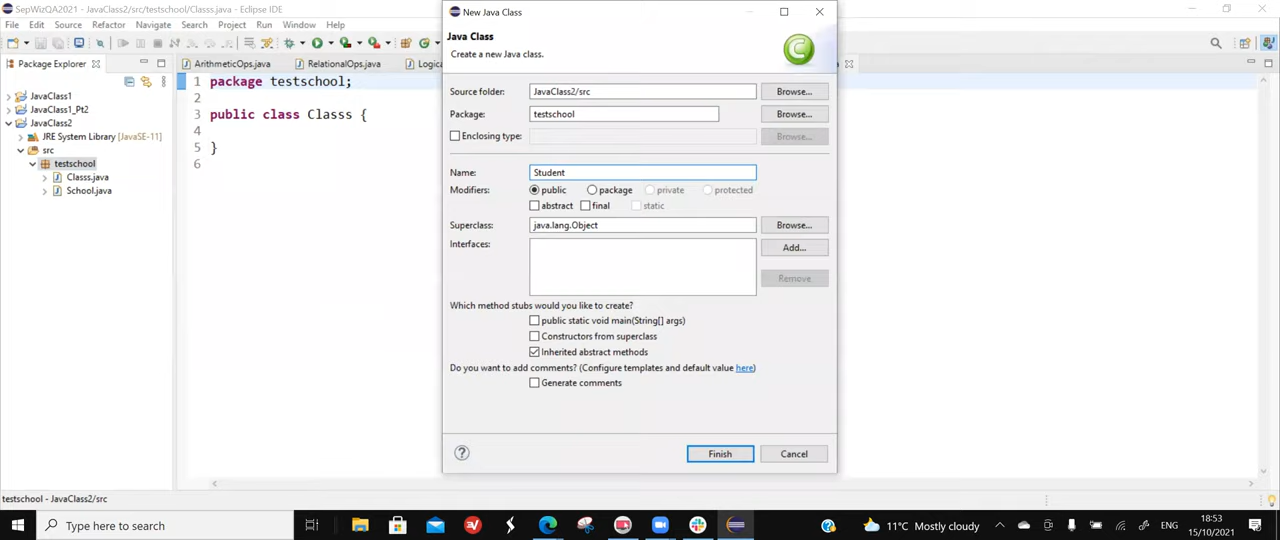 SepWizQA2021 - JavaClass2/src/testschool/Classs.java - Eclipse IDE
File Edit Source Refactor Navigate Search Project Run Window Help
Package Explorer
JavaClass1
JavaClass1_Pt2
JavaClass2
JRE System Library [JavaSE-11]
src
testschool
Classs.java
School.java
ArithmeticOps.java
RelationalOps.java
Logica
1 package testschool;
2
3 public class Classs {
4
5 }
6
New Java Class
Java Class
Create a new Java class.
Source folder: JavaClass2/src Browse...
Package: testschool Browse...
Enclosing type: Browse...
Name: Student
Modifiers: public package private protected
abstract final static
Superclass: java.lang.Object Browse...
Interfaces: Add...
Remove
Which method stubs would you like to create?
public static void main(String[] args)
Constructors from superclass
Inherited abstract methods
Do you want to add comments? (Configure templates and default value here)
Generate comments
Finish Cancel
testschool - JavaClass2/src
Type here to search
11°C Mostly cloudy
ENG
18:53
15/10/2021